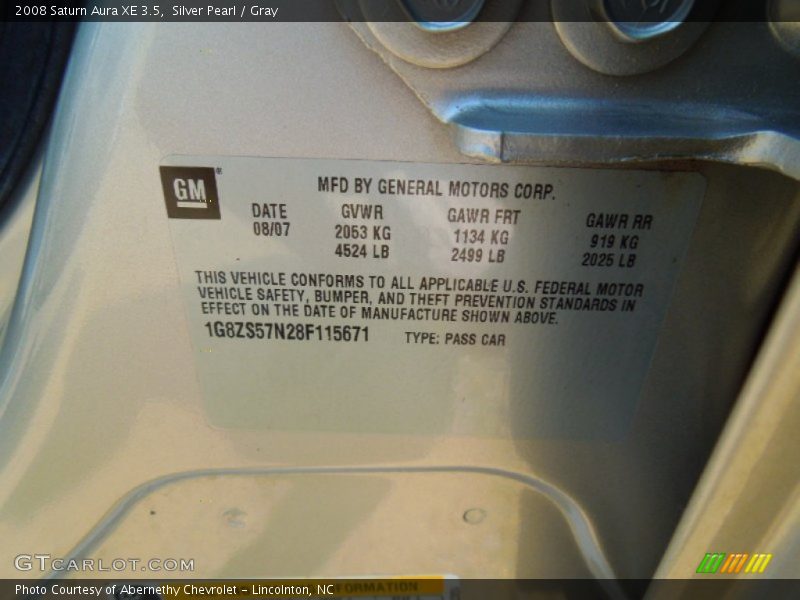 2008 Saturn Aura XE 3.5,  Silver Pearl / Gray
GM
MFD BY GENERAL MOTORS CORP.
DATE GVWR GAWR FRT GAWR RR
08/07 2053 KG 1134 KG 919 KG
4524 LB 2499 LB 2025 LB
THIS VEHICLE CONFORMS TO ALL APPLICABLE U.S. FEDERAL MOTOR
VEHICLE SAFETY, BUMPER, AND THEFT PREVENTION STANDARDS IN
EFFECT ON THE DATE OF MANUFACTURE SHOWN ABOVE.
1G8ZS57N28F115671 TYPE: PASS CAR
GTCARLOT.COM
Photo Courtesy of Abernethy Chevrolet - Lincolnton, NC